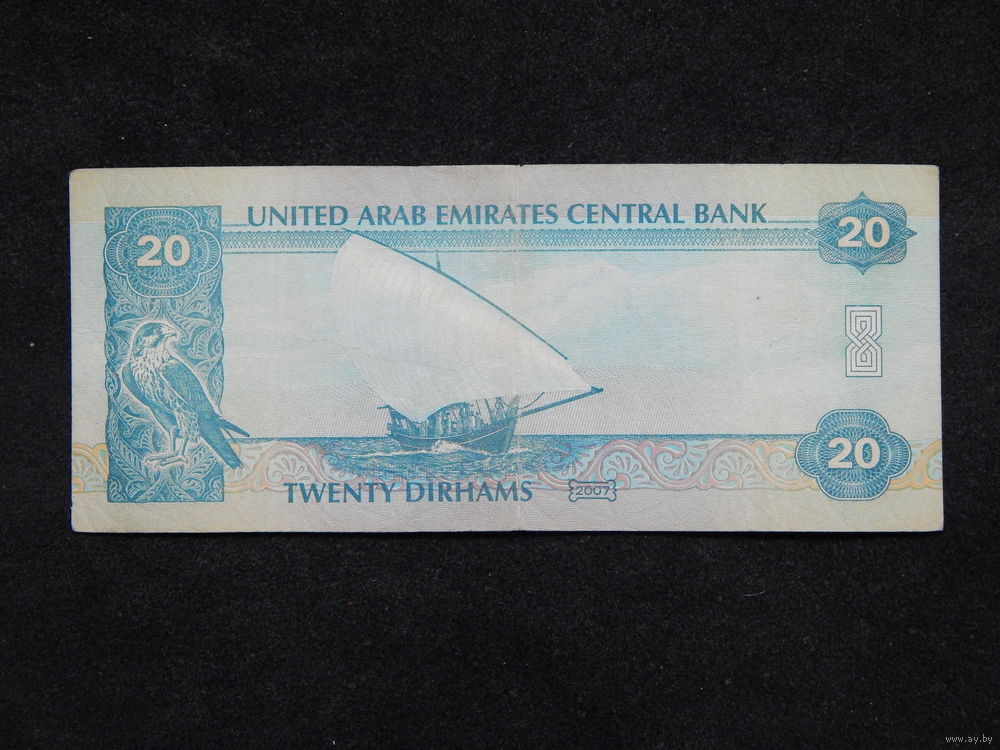 UNITED ARAB EMIRATES CENTRAL BANK
20
20
20
TWENTY DIRHAMS
2007
www.ay.by